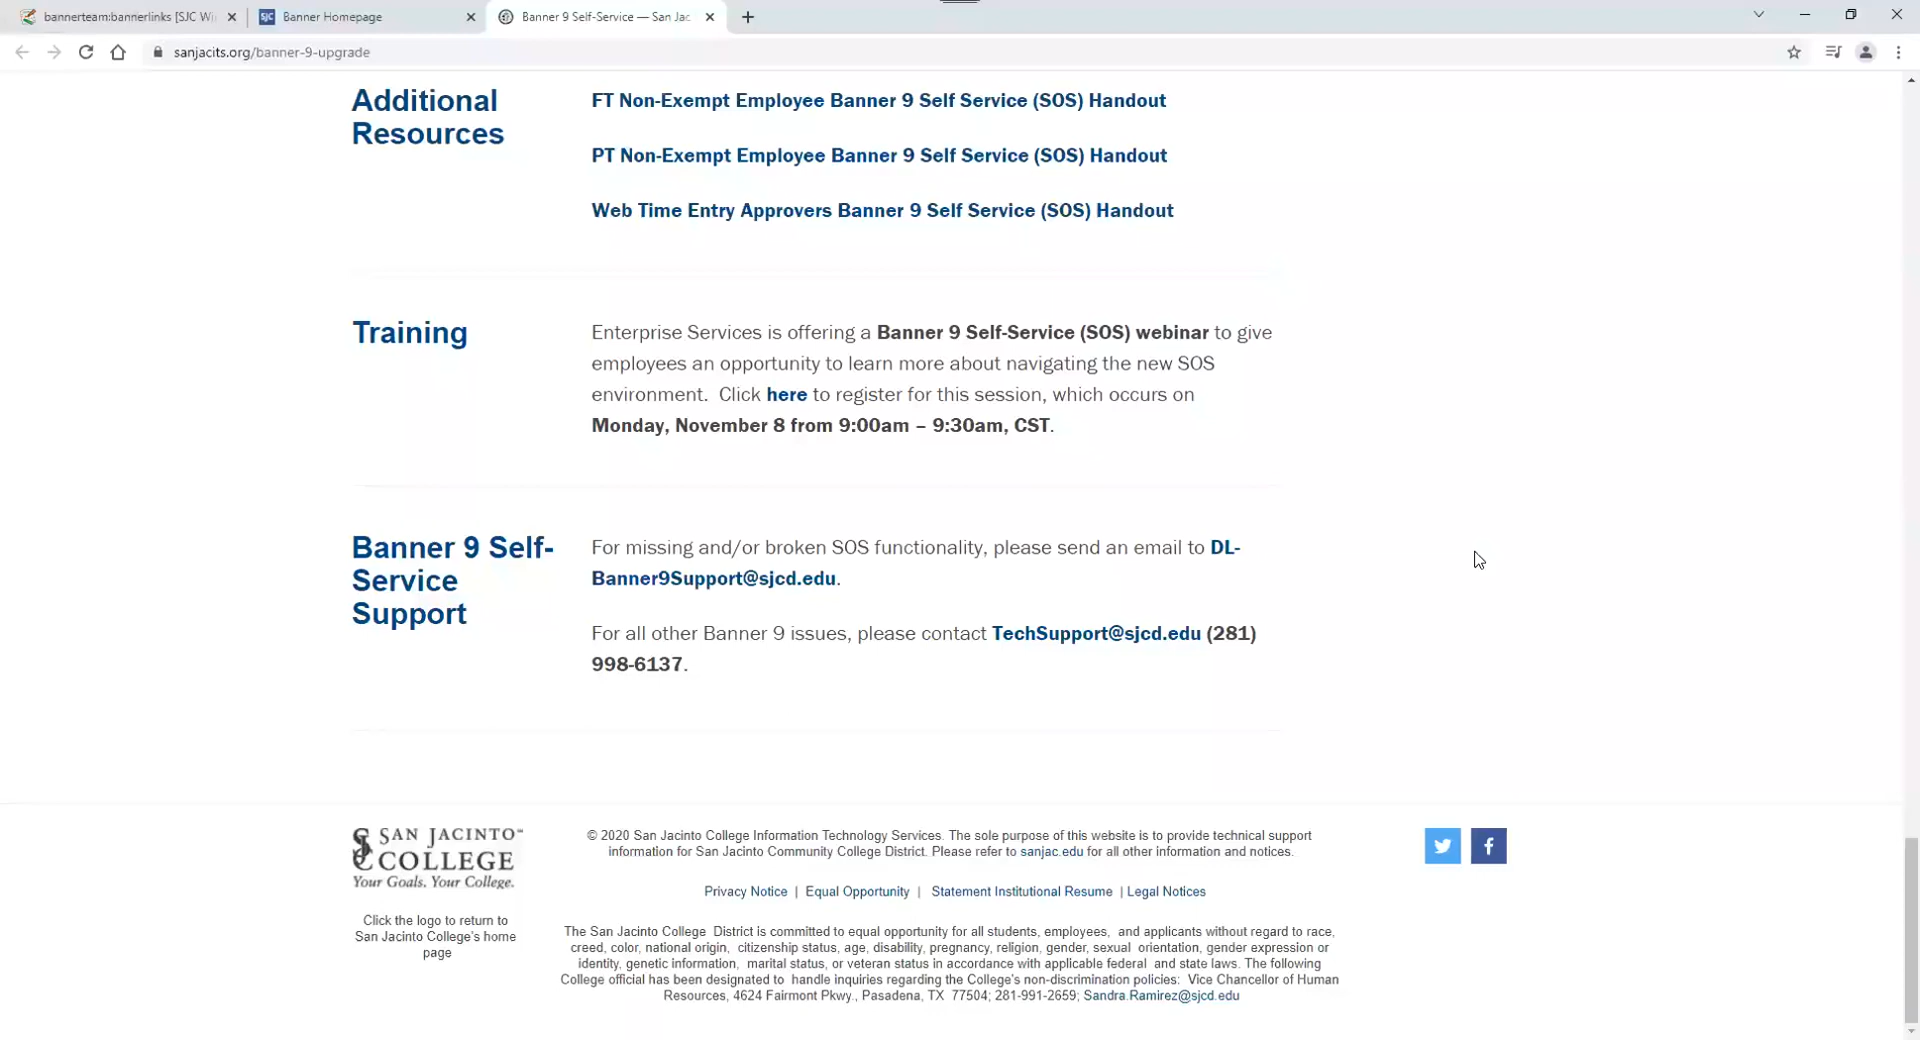 bannerteam:bannerlinks [SJC Wi
Banner Homepage
Banner 9 Self-Service — San Jac
sanjacits.org/banner-9-upgrade
Additional
Resources
FT Non-Exempt Employee Banner 9 Self Service (SOS) Handout
PT Non-Exempt Employee Banner 9 Self Service (SOS) Handout
Web Time Entry Approvers Banner 9 Self Service (SOS) Handout
Training
Enterprise Services is offering a Banner 9 Self-Service (SOS) webinar to give
employees an opportunity to learn more about navigating the new SOS
environment.  Click here to register for this session, which occurs on
Monday, November 8 from 9:00am – 9:30am, CST.
Banner 9 Self-
Service
Support
For missing and/or broken SOS functionality, please send an email to DL-
Banner9Support@sjcd.edu.
For all other Banner 9 issues, please contact TechSupport@sjcd.edu (281)
998-6137.
SAN JACINTO™
COLLEGE
Your Goals. Your College.
Click the logo to return to
San Jacinto College's home
page
© 2020 San Jacinto College Information Technology Services. The sole purpose of this website is to provide technical support
information for San Jacinto Community College District. Please refer to sanjac.edu for all other information and notices.
Privacy Notice | Equal Opportunity | Statement Institutional Resume | Legal Notices
The San Jacinto College District is committed to equal opportunity for all students, employees, and applicants without regard to race,
creed, color, national origin, citizenship status, age, disability, pregnancy, religion, gender, sexual orientation, gender expression or
identity, genetic information, marital status, or veteran status in accordance with applicable federal and state laws. The following
College official has been designated to handle inquiries regarding the College's non-discrimination policies: Vice Chancellor of Human
Resources, 4624 Fairmont Pkwy., Pasadena, TX 77504; 281-991-2659; Sandra.Ramirez@sjcd.edu